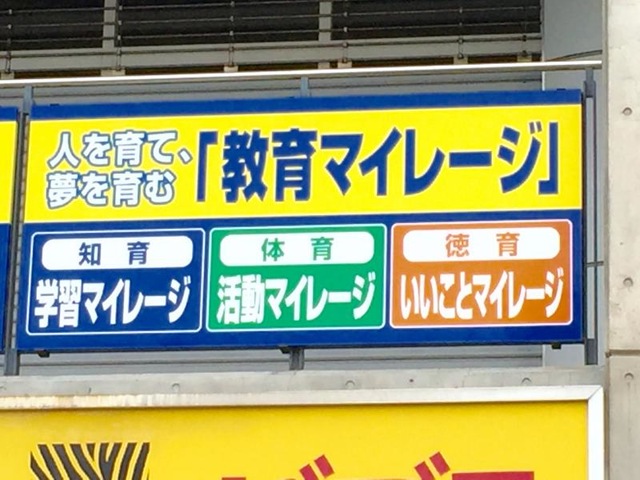 人を育て、
夢を育む
「教育マイレージ」
知育
学習マイレージ
体育
活動マイレージ
徳育
いいことマイレージ